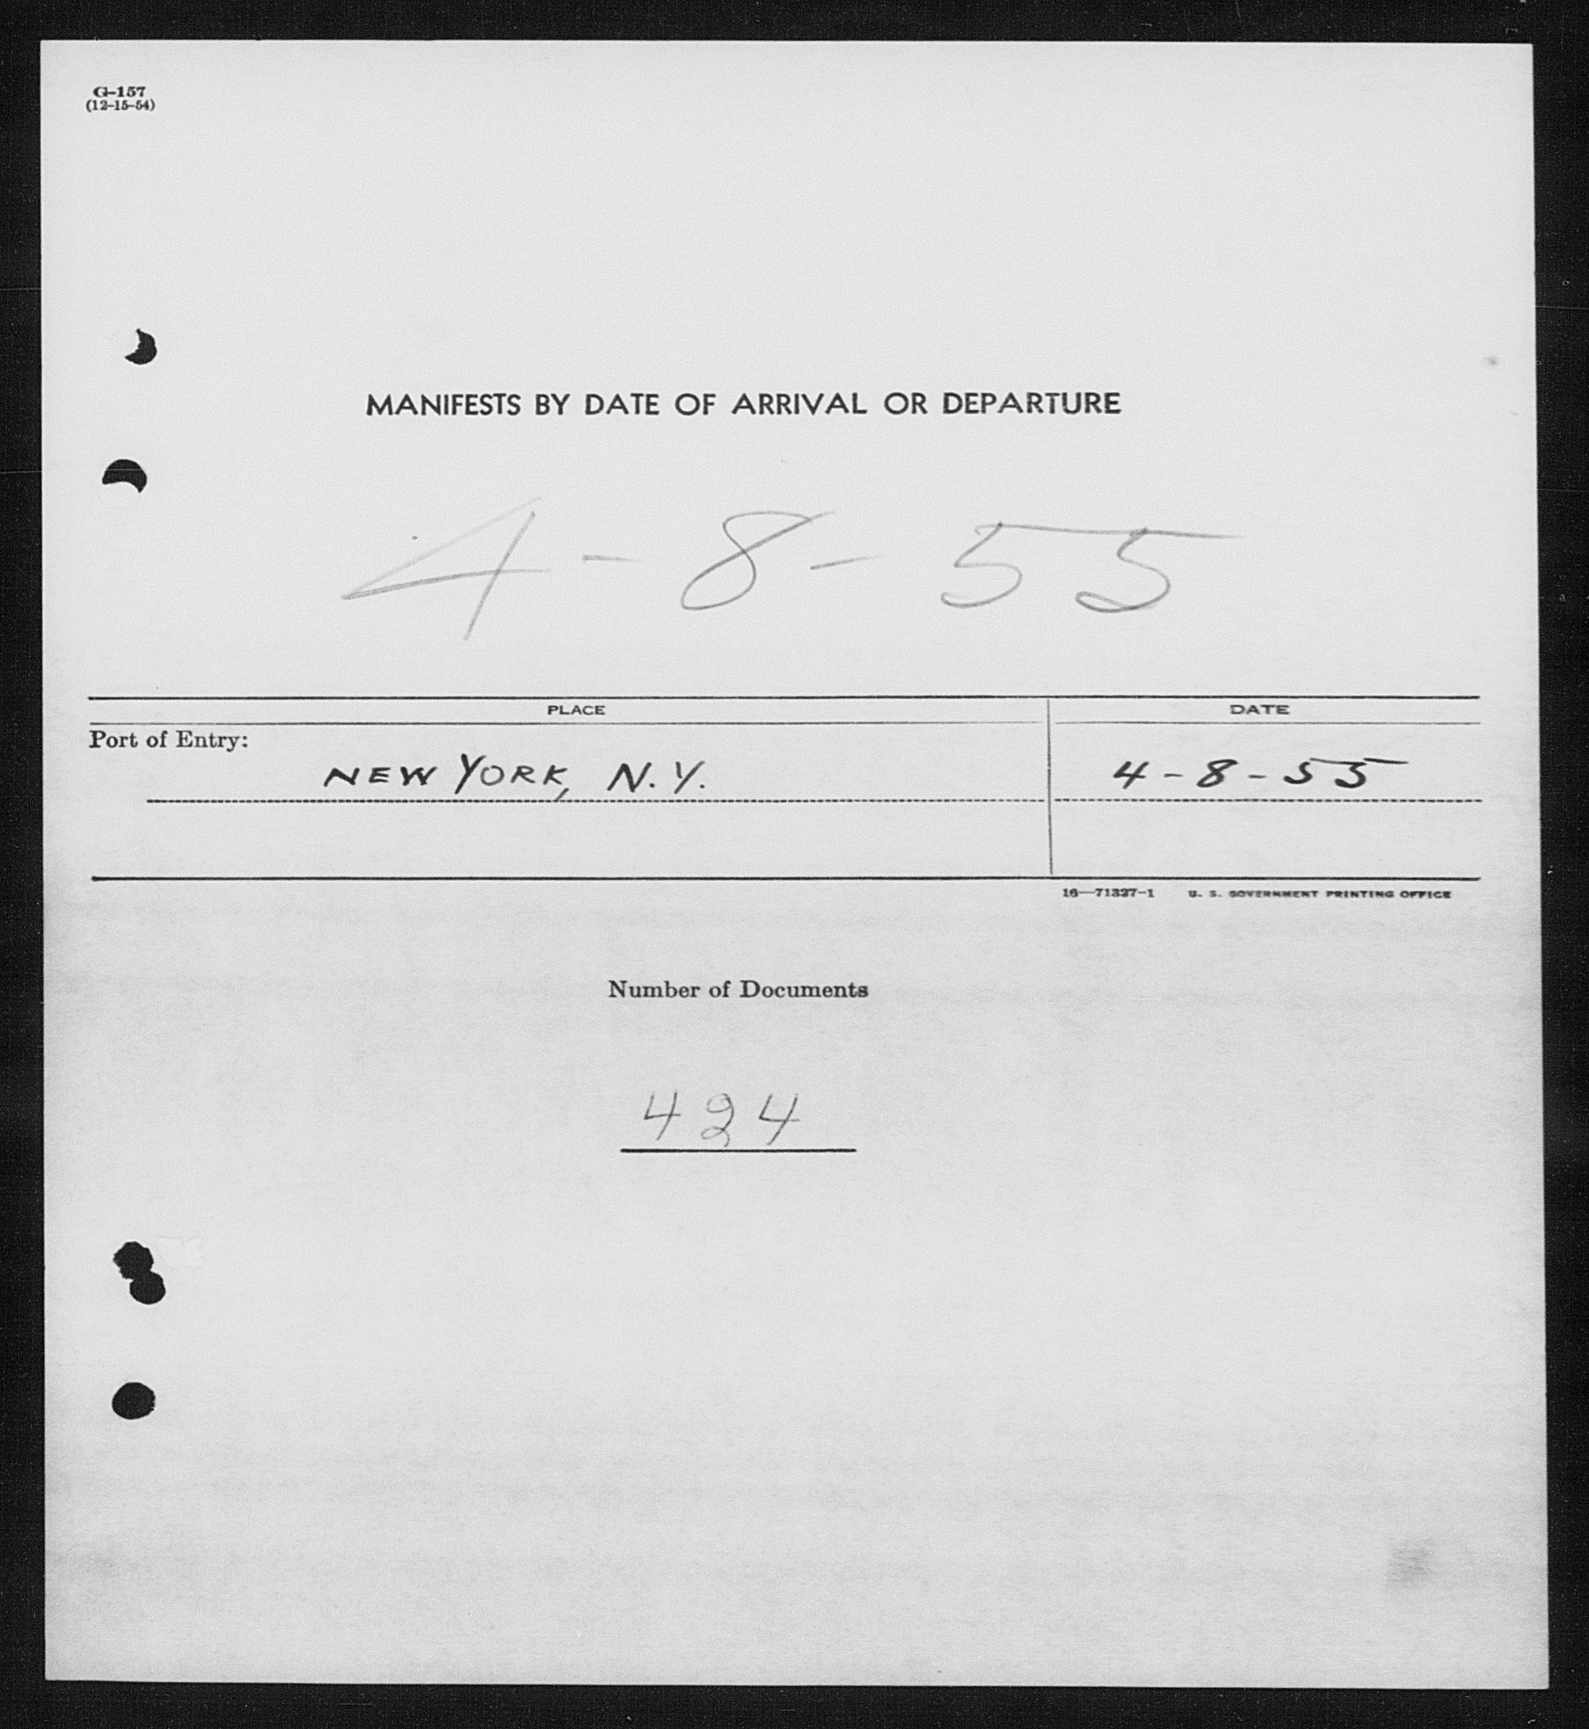 G-157
(12-15-54)
MANIFESTS BY DATE OF ARRIVAL OR DEPARTURE
4-8-55
PLACE DATE
Port of Entry:
NEW YORK, N.Y. 4-8-55
16—71327-1 U. S. GOVERNMENT PRINTING OFFICE
Number of Documents
424